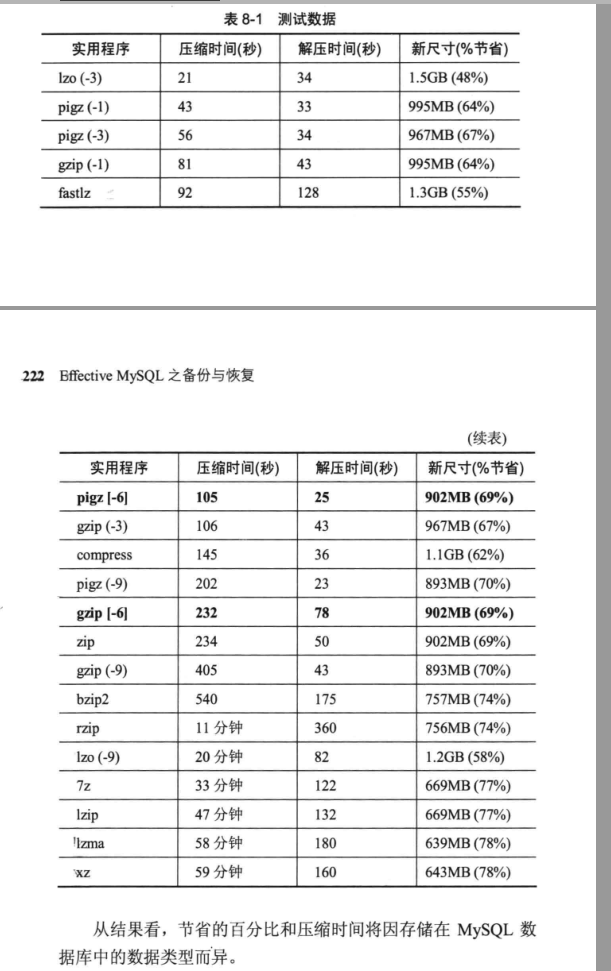 表 8-1 测试数据
实用程序 压缩时间(秒) 解压时间(秒) 新尺寸(%节省)
lzo (-3) 21 34 1.5GB (48%)
pigz (-1) 43 33 995MB (64%)
pigz (-3) 56 34 967MB (67%)
gzip (-1) 81 43 995MB (64%)
fastlz 92 128 1.3GB (55%)
222 Effective MySQL 之备份与恢复
(续表)
实用程序 压缩时间(秒) 解压时间(秒) 新尺寸(%节省)
pigz [-6] 105 25 902MB (69%)
gzip (-3) 106 43 967MB (67%)
compress 145 36 1.1GB (62%)
pigz (-9) 202 23 893MB (70%)
gzip [-6] 232 78 902MB (69%)
zip 234 50 902MB (69%)
gzip (-9) 405 43 893MB (70%)
bzip2 540 175 757MB (74%)
rzip 11 分钟 360 756MB (74%)
lzo (-9) 20 分钟 82 1.2GB (58%)
7z 33 分钟 122 669MB (77%)
lzip 47 分钟 132 669MB (77%)
lzma 58 分钟 180 639MB (78%)
xz 59 分钟 160 643MB (78%)
从结果看，节省的百分比和压缩时间将因存储在 MySQL 数
据库中的数据类型而异。